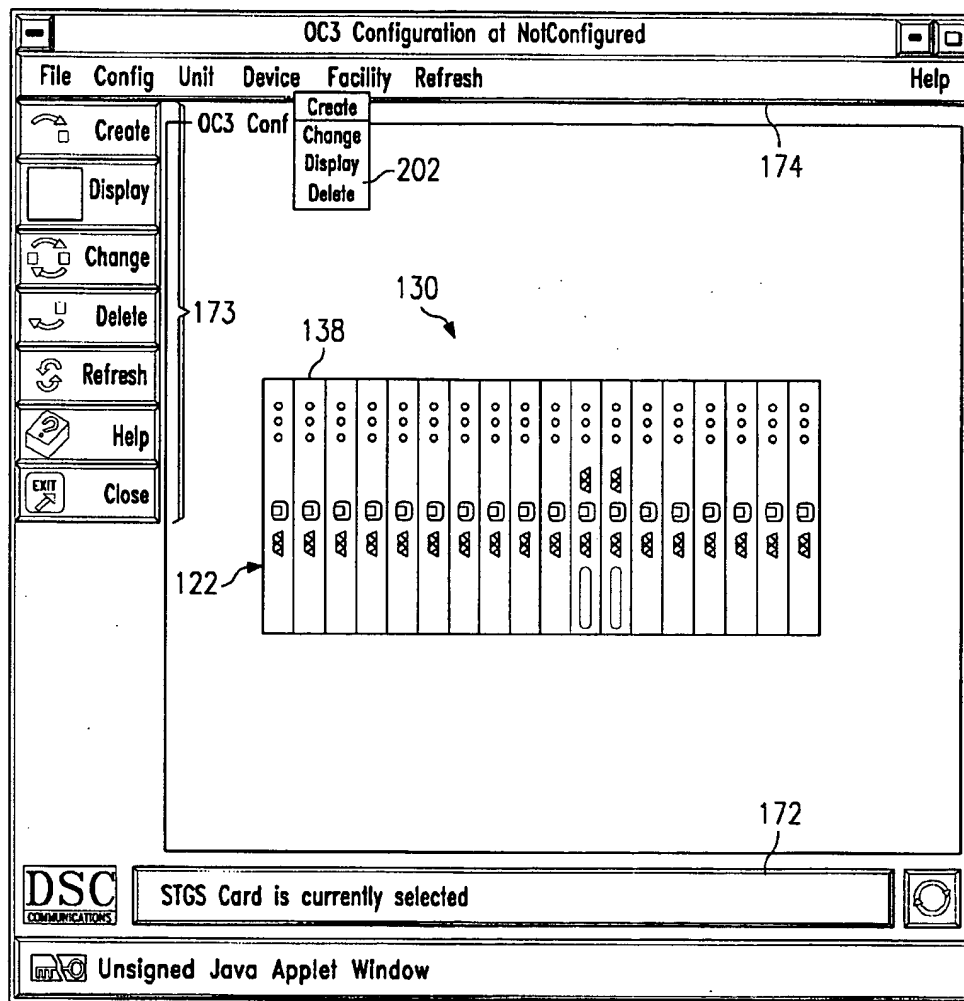 OC3 Configuration at NotConfigured
File Config Unit Device Facility Refresh Help
Create
Display
Change
Delete
Refresh
Help
EXIT Close
173
OC3 Conf
Create
Change
Display
Delete
202
174
130
138
122
172
DSC
COMMUNICATIONS
STGS Card is currently selected
Unsigned Java Applet Window